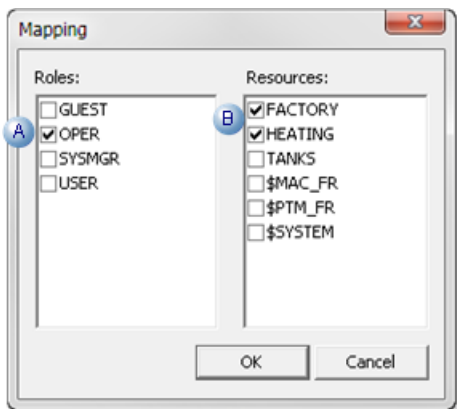 Mapping
Roles:
GUEST
OPER
SYSMGR
USER
Resources:
FACTORY
HEATING
TANKS
$MAC_FR
$PTM_FR
$SYSTEM
A
B
OK
Cancel